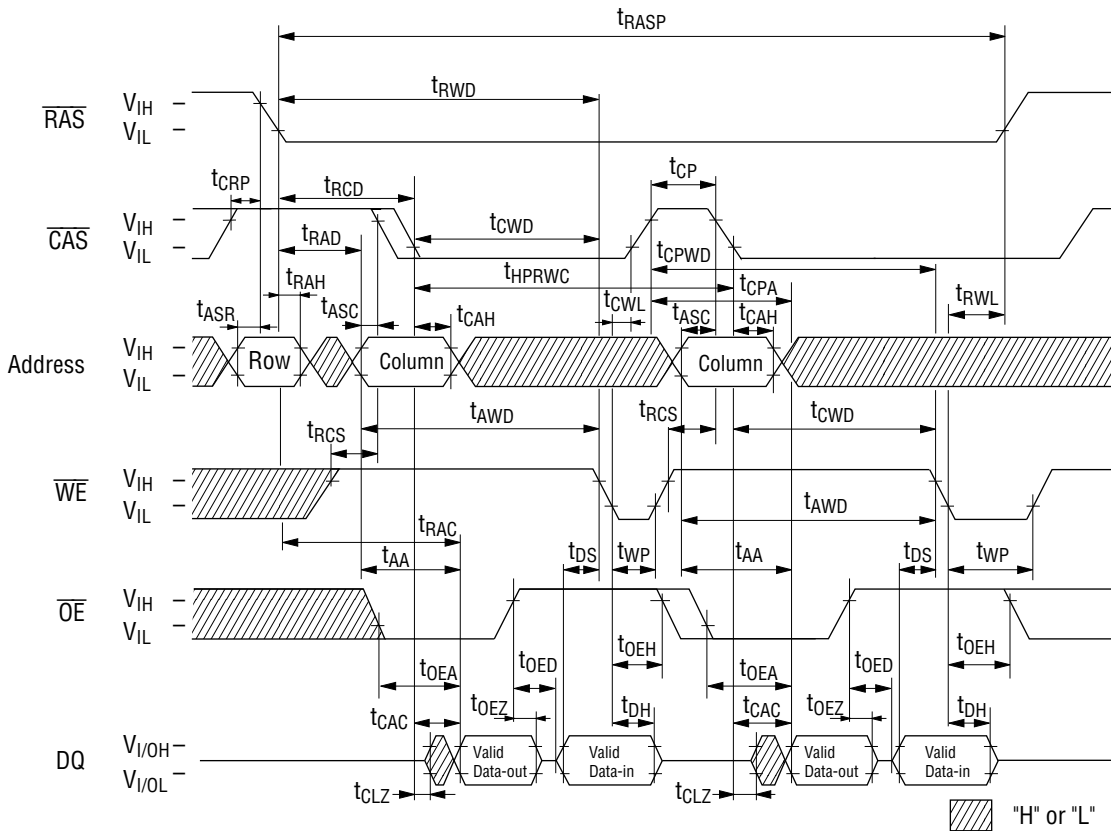 tRASP
tRWD
RAS
VIH
VIL
tCRP
tRCD
tCP
CAS
VIH
VIL
tCWD
tRAD
tCPWD
tHPRWC
tCPA
tRAH
tASR
tASC
tCAH
tCWL
tASC
tCAH
tRWL
Address
VIH
VIL
Row
Column
Column
tRCS
tAWD
tRCS
tCWD
WE
VIH
VIL
tRAC
tAWD
tAA
tDS
tWP
tAA
tDS
tWP
OE
VIH
VIL
tOEA
tOED
tOEH
tOEA
tOED
tOEH
tCAC
tOEZ
tDH
tCAC
tOEZ
tDH
DQ
VI/OH
VI/OL
Valid
Data-out
Valid
Data-in
Valid
Data-out
Valid
Data-in
tCLZ
tCLZ
"H" or "L"